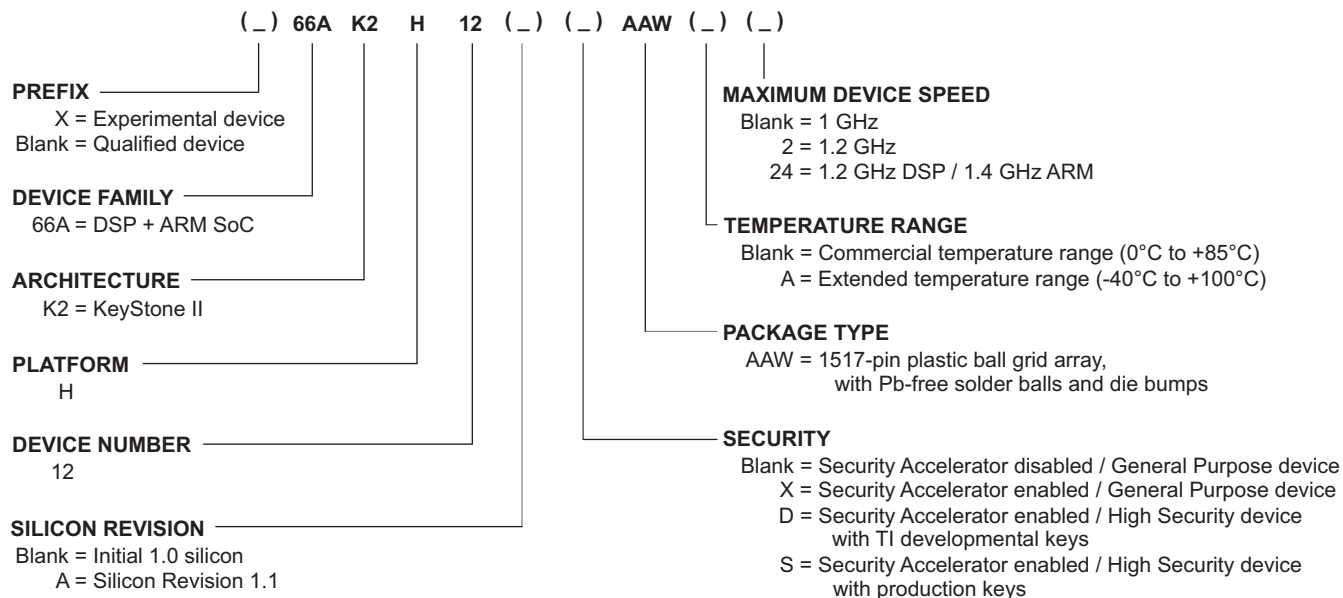 ( _ ) 66A K2 H 12 ( _ ) ( _ ) AAW ( _ ) ( _ )
PREFIX
X = Experimental device
Blank = Qualified device
DEVICE FAMILY
66A = DSP + ARM SoC
ARCHITECTURE
K2 = KeyStone II
PLATFORM
H
DEVICE NUMBER
12
SILICON REVISION
Blank = Initial 1.0 silicon
A = Silicon Revision 1.1
MAXIMUM DEVICE SPEED
Blank = 1 GHz
2 = 1.2 GHz
24 = 1.2 GHz DSP / 1.4 GHz ARM
TEMPERATURE RANGE
Blank = Commercial temperature range (0°C to +85°C)
A = Extended temperature range (-40°C to +100°C)
PACKAGE TYPE
AAW = 1517-pin plastic ball grid array,
with Pb-free solder balls and die bumps
SECURITY
Blank = Security Accelerator disabled / General Purpose device
X = Security Accelerator enabled / General Purpose device
D = Security Accelerator enabled / High Security device
with TI developmental keys
S = Security Accelerator enabled / High Security device
with production keys